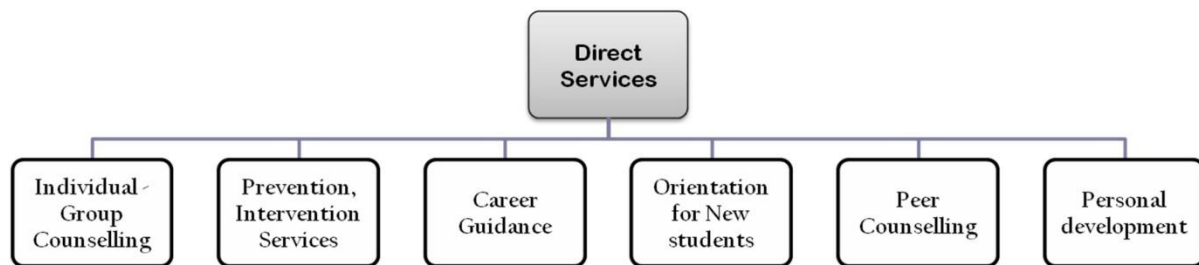 Direct
Services
Individual -
Group
Counselling
Prevention,
Intervention
Services
Career
Guidance
Orientation
for New
students
Peer
Counselling
Personal
development